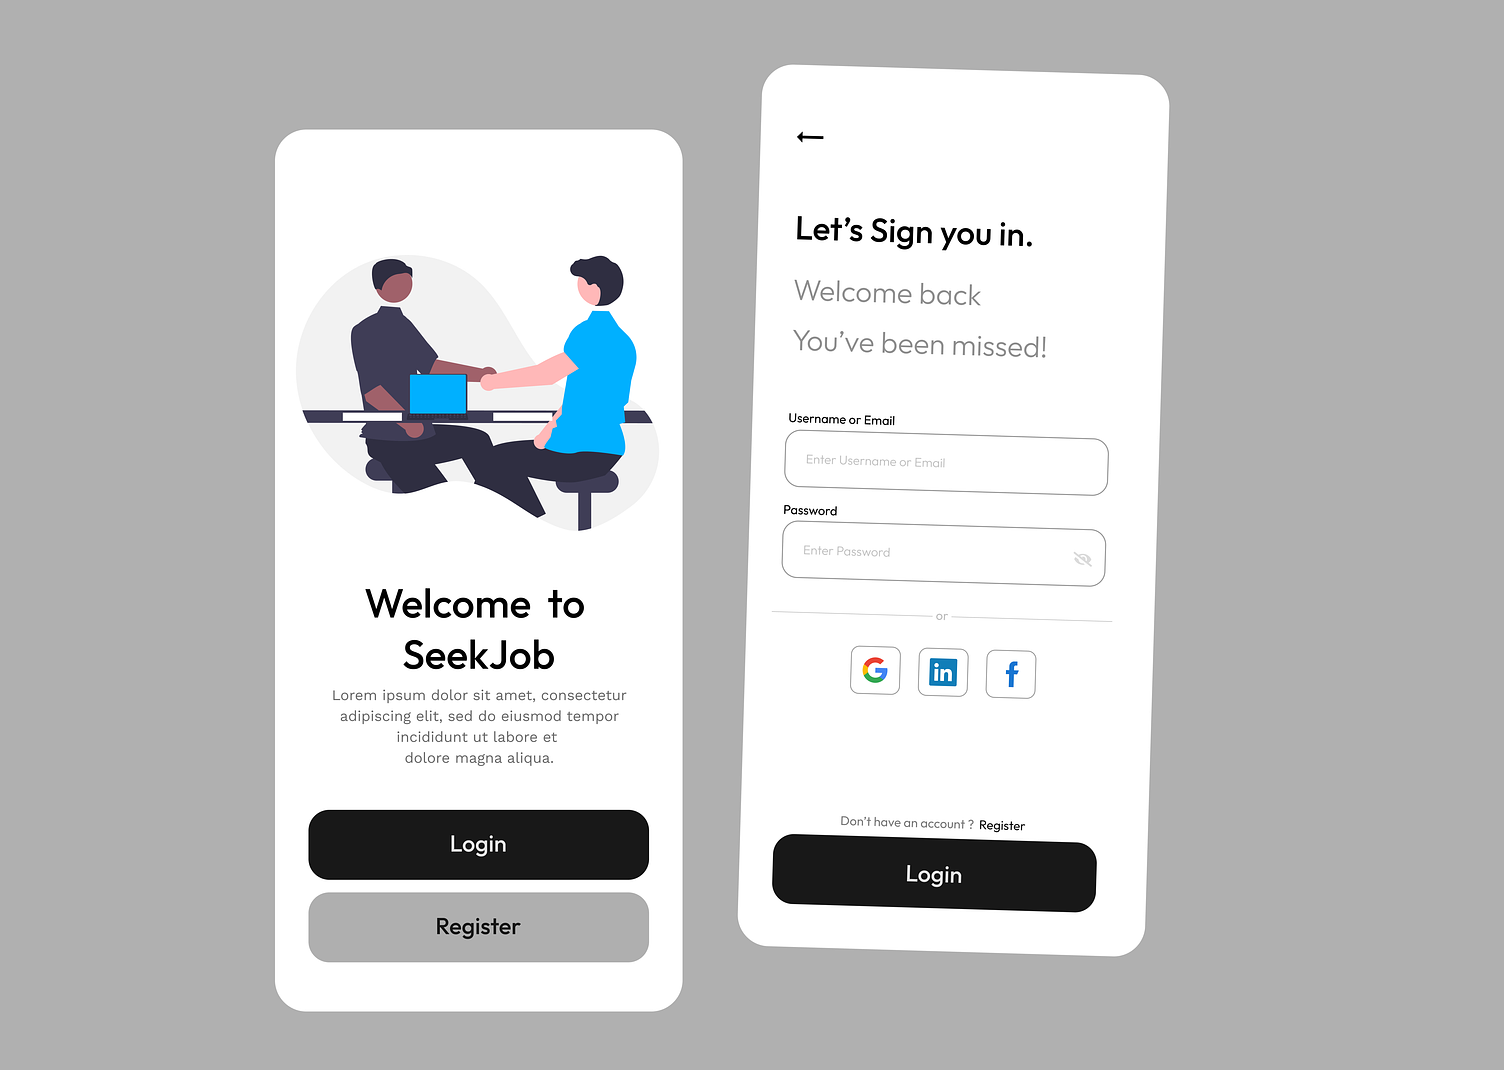 Welcome to
SeekJob
Lorem ipsum dolor sit amet, consectetur
adipiscing elit, sed do eiusmod tempor
incididunt ut labore et
dolore magna aliqua.
Login
Register
Let's Sign you in.
Welcome back
You've been missed!
Username or Email
Enter Username or Email
Password
Enter Password
or
G in f
Don't have an account ? Register
Login